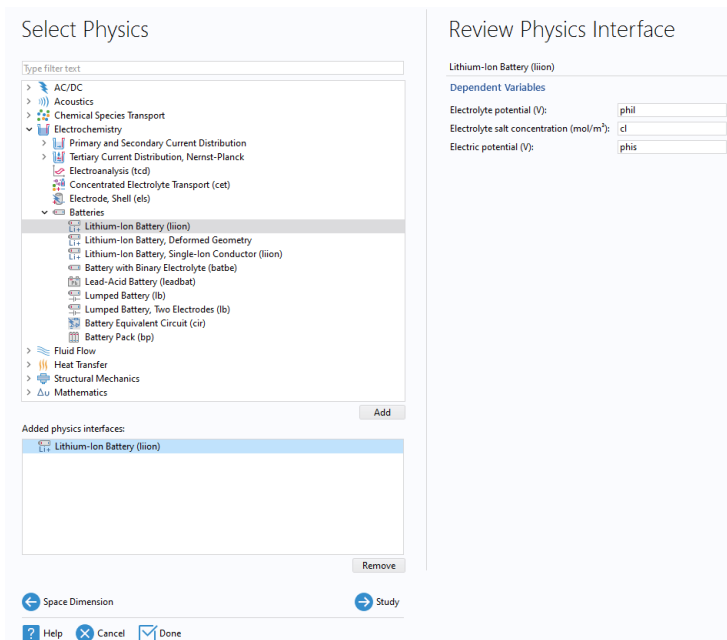 Select Physics
Type filter text
AC/DC
Acoustics
Chemical Species Transport
Electrochemistry
Primary and Secondary Current Distribution
Tertiary Current Distribution, Nernst-Planck
Electroanalysis (tcd)
Concentrated Electrolyte Transport (cet)
Electrode, Shell (els)
Batteries
Lithium-Ion Battery (liion)
Lithium-Ion Battery, Deformed Geometry
Lithium-Ion Battery, Single-Ion Conductor (liion)
Battery with Binary Electrolyte (batbe)
Lead-Acid Battery (leadbat)
Lumped Battery (lb)
Lumped Battery, Two Electrodes (lb)
Battery Equivalent Circuit (cir)
Battery Pack (bp)
Fluid Flow
Heat Transfer
Structural Mechanics
Δu Mathematics
Add
Added physics interfaces:
Lithium-Ion Battery (liion)
Remove
Space Dimension
Study
? Help
Cancel
Done
Review Physics Interface
Lithium-Ion Battery (liion)
Dependent Variables
Electrolyte potential (V): phil
Electrolyte salt concentration (mol/m³): cl
Electric potential (V): phis